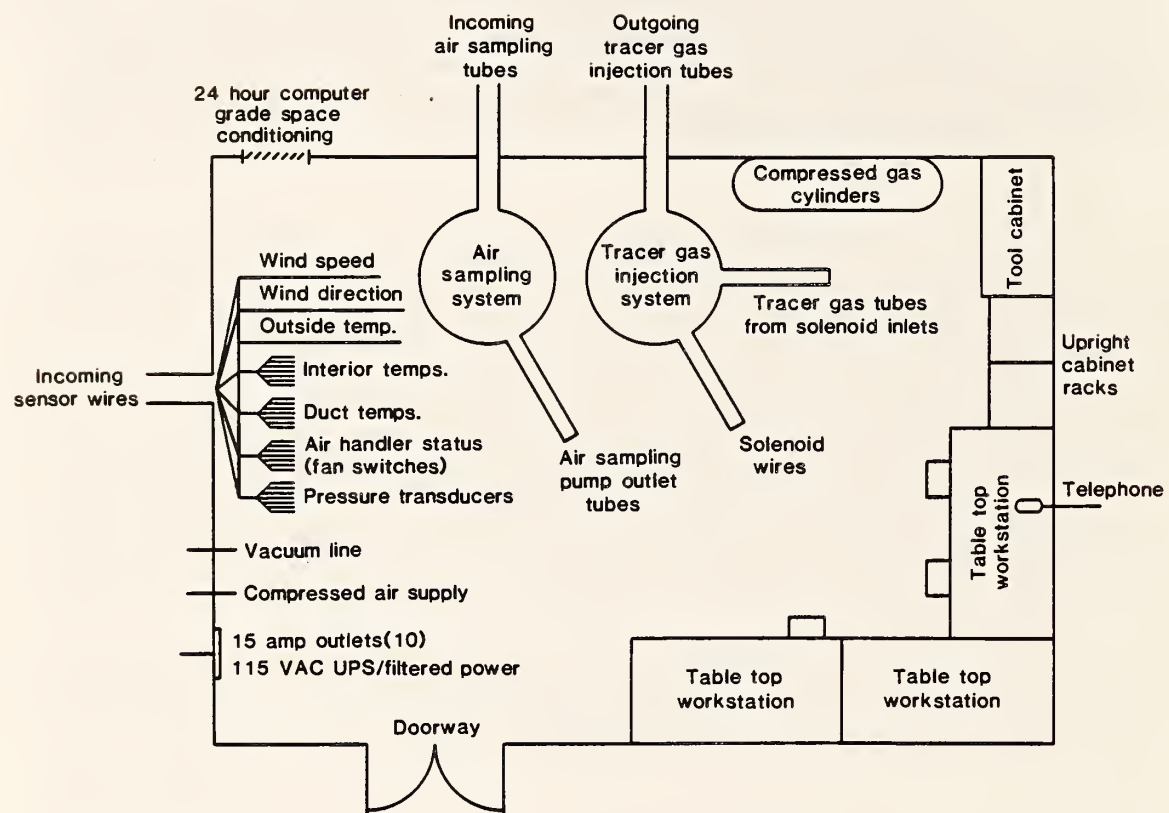 Incoming
air sampling
tubes
Outgoing
tracer gas
injection tubes
24 hour computer
grade space
conditioning
Compressed gas
cylinders
Tool cabinet
Air
sampling
system
Tracer gas
injection
system
Wind speed
Wind direction
Outside temp.
Tracer gas tubes
from solenoid inlets
Incoming
sensor wires
Interior temps.
Duct temps.
Air handler status
(fan switches)
Pressure transducers
Upright
cabinet
racks
Air sampling
pump outlet
tubes
Solenoid
wires
Table top
workstation
Telephone
Vacuum line
Compressed air supply
15 amp outlets(10)
115 VAC UPS/filtered power
Table top
workstation
Table top
workstation
Doorway